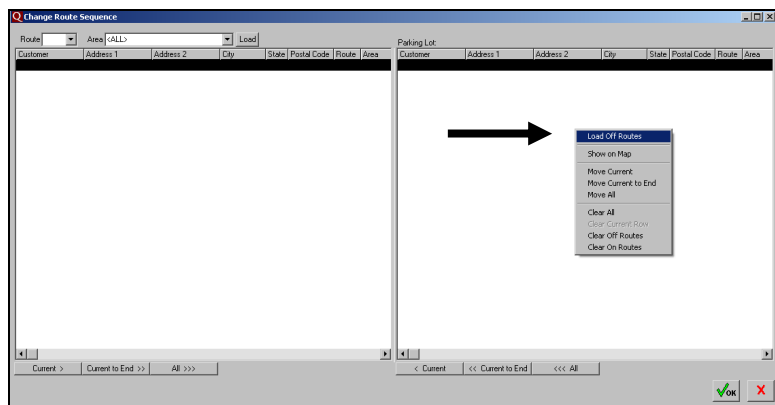 Change Route Sequence
Route Area <ALL> Load
Parking Lot:
Customer Address 1 Address 2 City State Postal Code Route Area
Customer Address 1 Address 2 City State Postal Code Route Area
Load Off Routes
Show on Map
Move Current
Move Current to End
Move All
Clear All
Clear Current Row
Clear Off Routes
Clear On Routes
Current > Current to End >> All >>>
< Current << Current to End <<< All
OK X